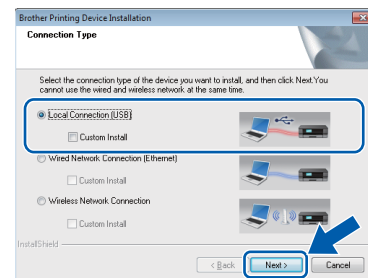 Brother Printing Device Installation
Connection Type
Select the connection type of the device you want to install, and then click Next.You
cannot use the wired and wireless network at the same time.
Local Connection (USB)
Custom Install
Wired Network Connection (Ethernet)
Custom Install
Wireless Network Connection
Custom Install
InstallShield
< Back
Next >
Cancel